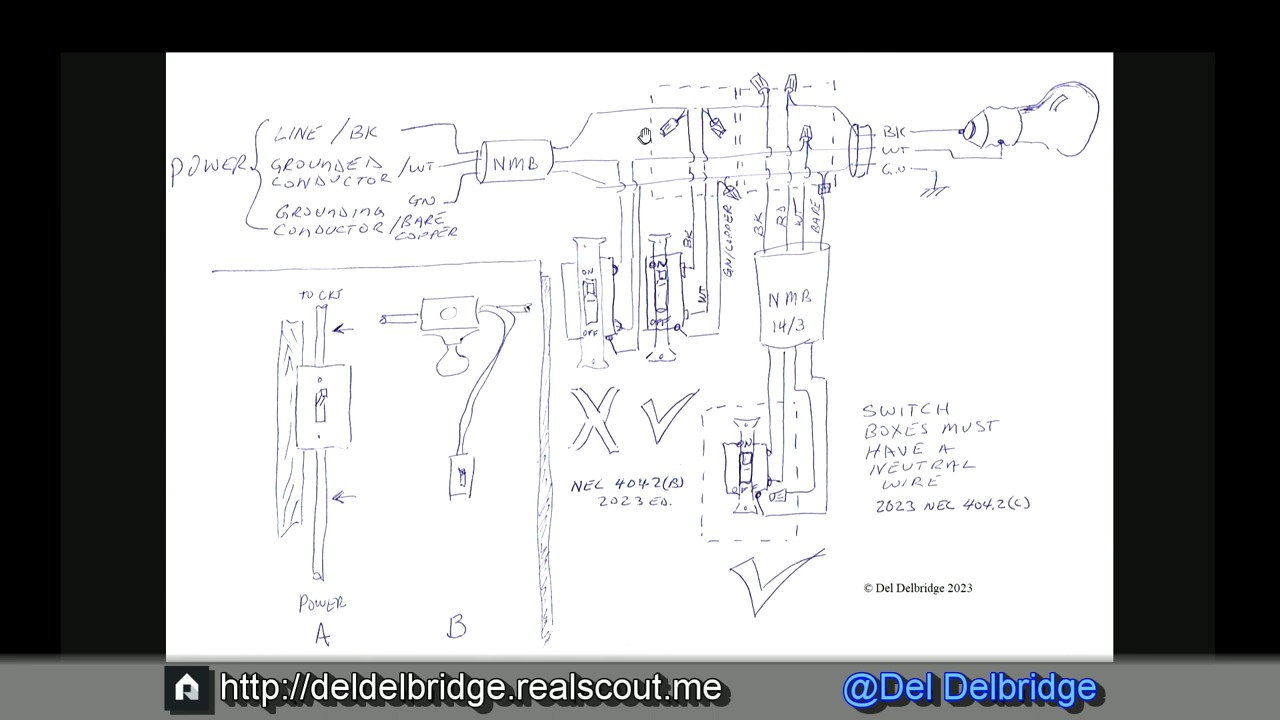 LINE / BK
POWER
GROUNDED
CONDUCTOR / WT
GN
GROUNDING
CONDUCTOR / BARE
COPPER
NMB
BK
WT
BK
WT
GN/COPPER
BK
RD
WT
BARE
OFF
OFF
NMB
14/3
ON
OFF
TO CKT
POWER
A
B
X
NEC 404.2(B)
2023 ED.
SWITCH
BOXES MUST
HAVE A
NEUTRAL
WIRE
2023 NEC 404.2(C)
© Del Delbridge 2023
http://deldelbridge.realscout.me
@Del Delbridge